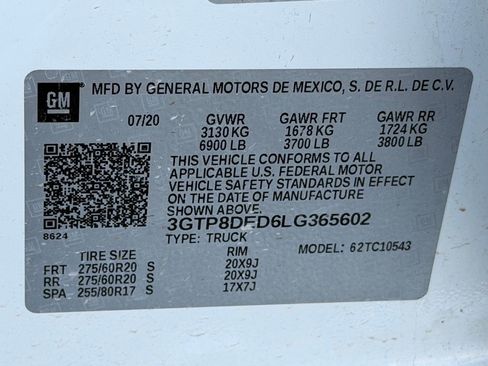 GM
MFD BY GENERAL MOTORS DE MEXICO, S. DE R.L. DE C.V.
07/20 GVWR GAWR FRT GAWR RR
3130 KG 1678 KG 1724 KG
6900 LB 3700 LB 3800 LB
THIS VEHICLE CONFORMS TO ALL
APPLICABLE U.S. FEDERAL MOTOR
VEHICLE SAFETY STANDARDS IN
EFFECT ON THE DATE OF MANUFACTURE
SHOWN ABOVE.
8624
3GTP8DED6LG365602
TYPE: TRUCK MODEL: 62TC10543
TIRE SIZE RIM
FRT 275/60R20 S 20X9J
RR 275/60R20 S 20X9J
SPA 255/80R17 S 17X7J